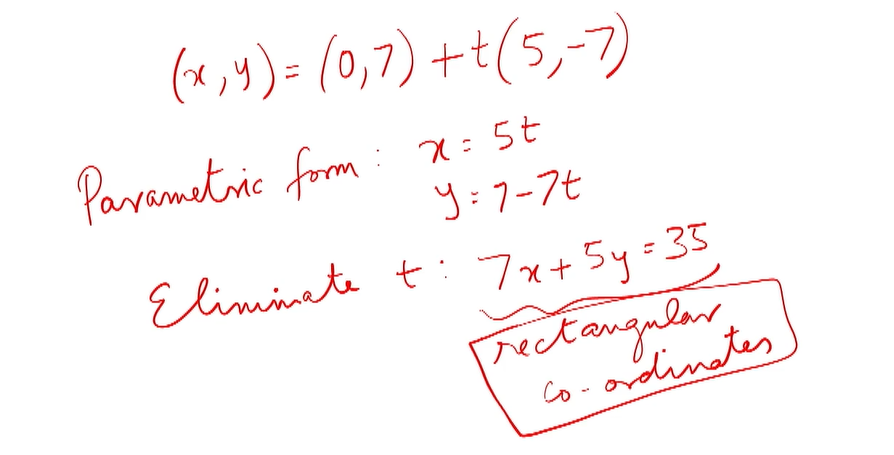 (x, y) = (0, 7) + t(5, -7)
Parametric form : x = 5t
y = 7 - 7t
Eliminate t : 7x + 5y = 35
rectangular
co-ordinates